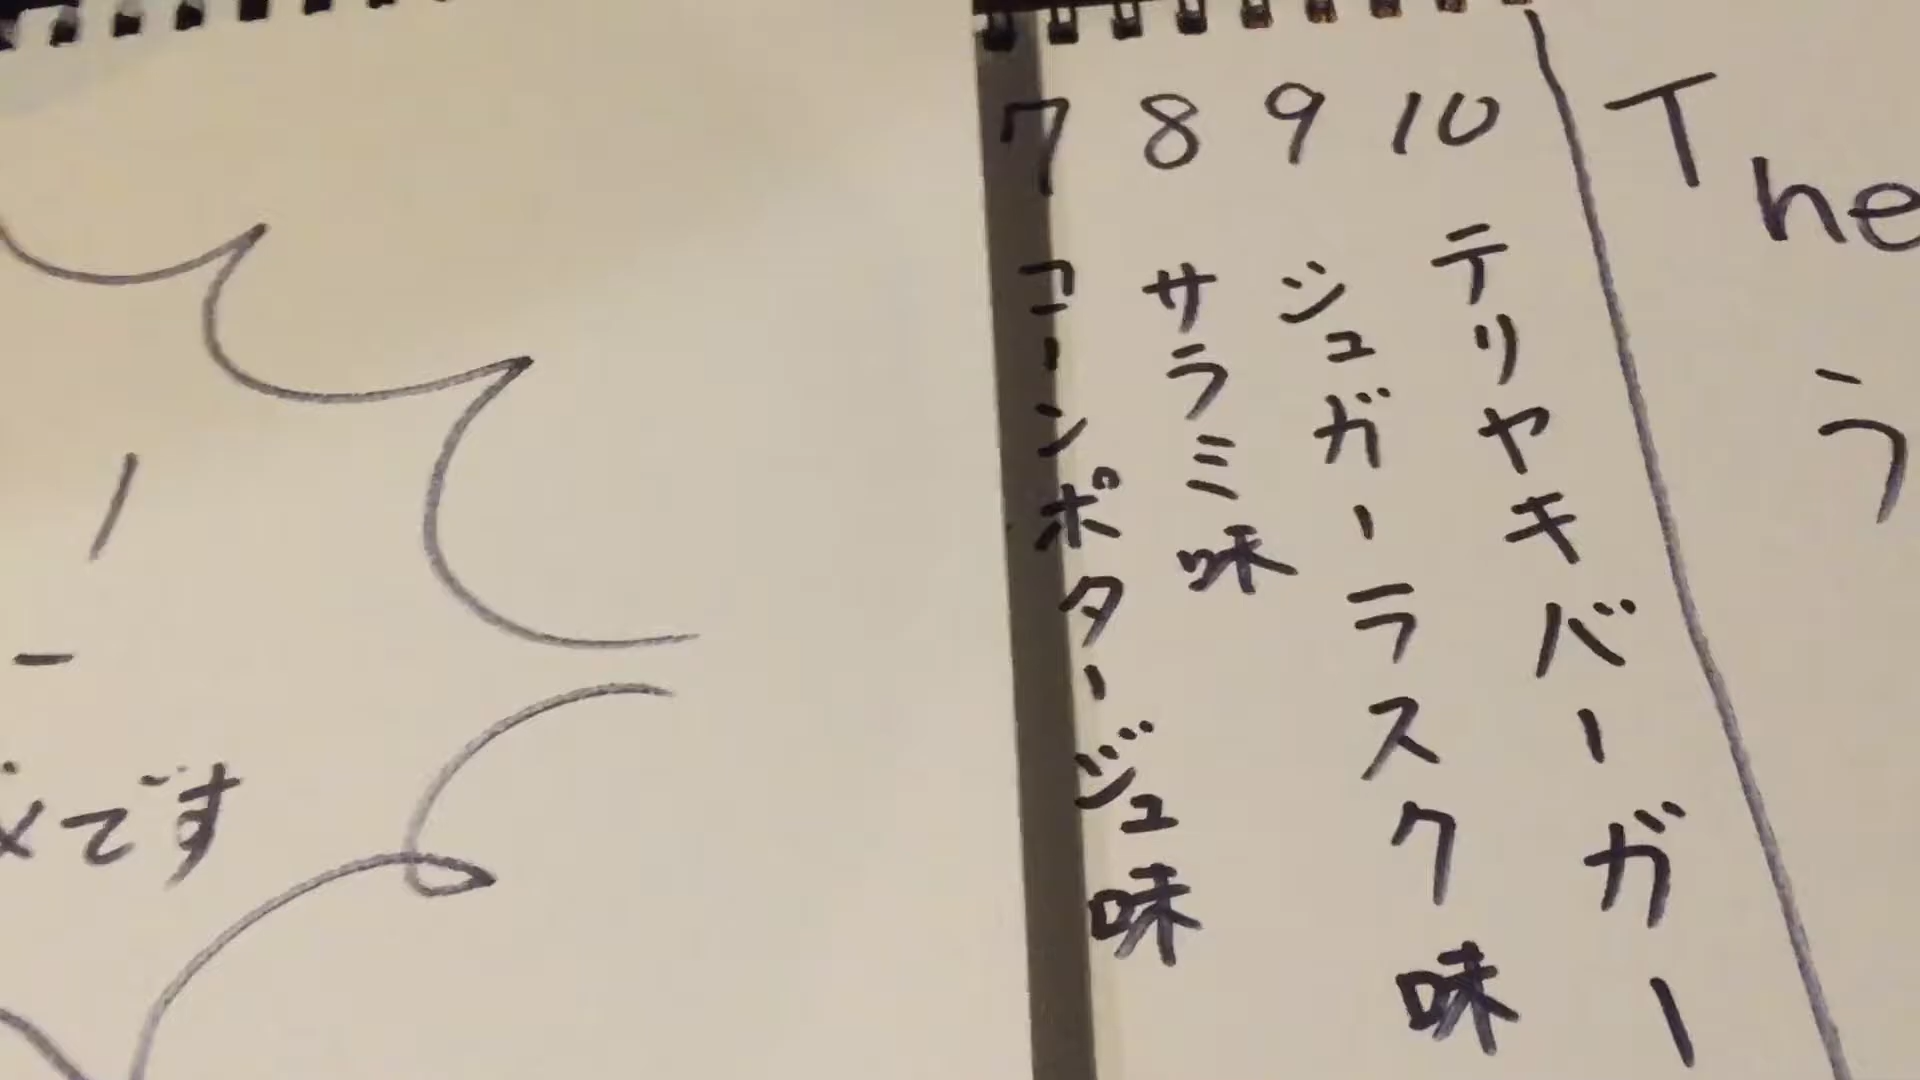 The
う
10 テリヤキバーガー
9 シュガーラスク味
8 サラミ味
7 コーンポタージュ味
です